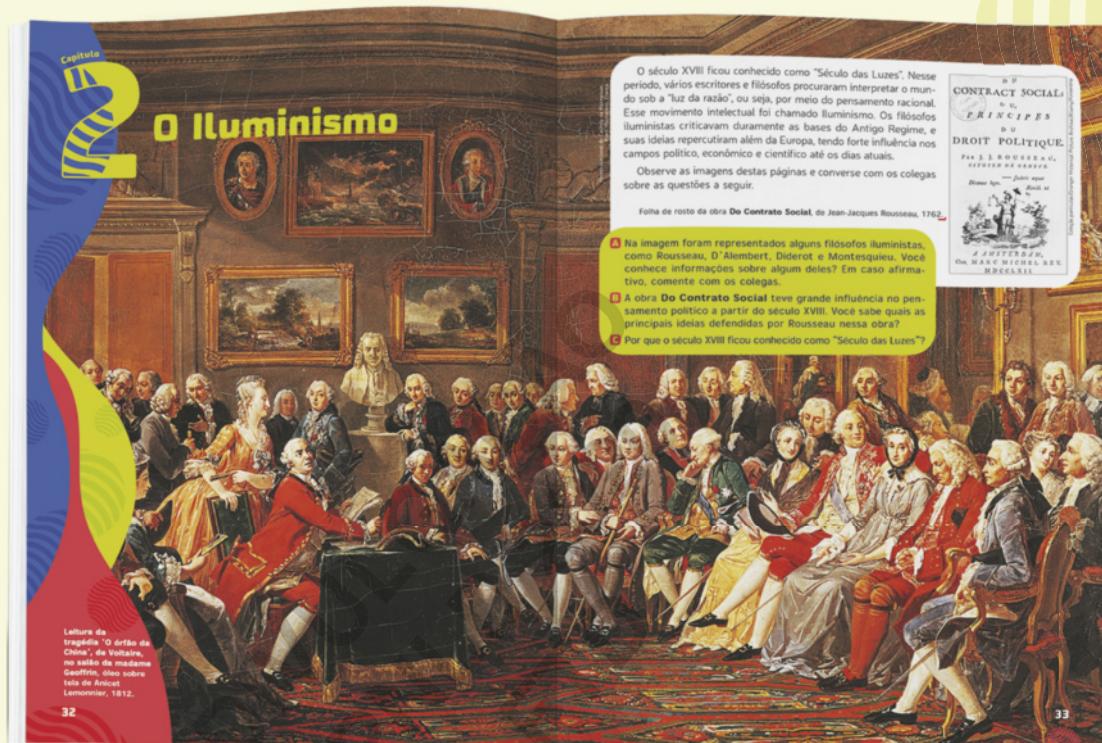 Capítulo
2
O Iluminismo
O século XVIII ficou conhecido como "Século das Luzes". Nesse
período, vários escritores e filósofos procuraram interpretar o mun-
do sob a "luz da razão", ou seja, por meio do pensamento racional.
Esse movimento intelectual foi chamado Iluminismo. Os filósofos
iluministas criticavam duramente as bases do Antigo Regime, e
suas ideias repercutiram além da Europa, tendo forte influência nos
campos político, econômico e científico até os dias atuais.
Observe as imagens destas páginas e converse com os colegas
sobre as questões a seguir.
Folha de rosto da obra Do Contrato Social, de Jean-Jacques Rousseau, 1762.
DU
CONTRACT SOCIAL;
OU,
PRINCIPES
DU
DROIT POLITIQUE.
PAR J. J. ROUSSEAU,
CITOYEN DE GENEVE.
A AMSTERDAM,
Chez MARC MICHEL REY.
MDCCLXII
A Na imagem foram representados alguns filósofos iluministas,
como Rousseau, D'Alembert, Diderot e Montesquieu. Você
conhece informações sobre algum deles? Em caso afirma-
tivo, comente com os colegas.
B A obra Do Contrato Social teve grande influência no pen-
samento político a partir do século XVIII. Você sabe quais as
principais ideias defendidas por Rousseau nessa obra?
C Por que o século XVIII ficou conhecido como "Século das Luzes"?
Leitura da
tragédia "O órfão da
China", de Voltaire,
no salão da madame
Geoffrin, óleo sobre
tela de Anicet
Lemonnier, 1812.
32
33